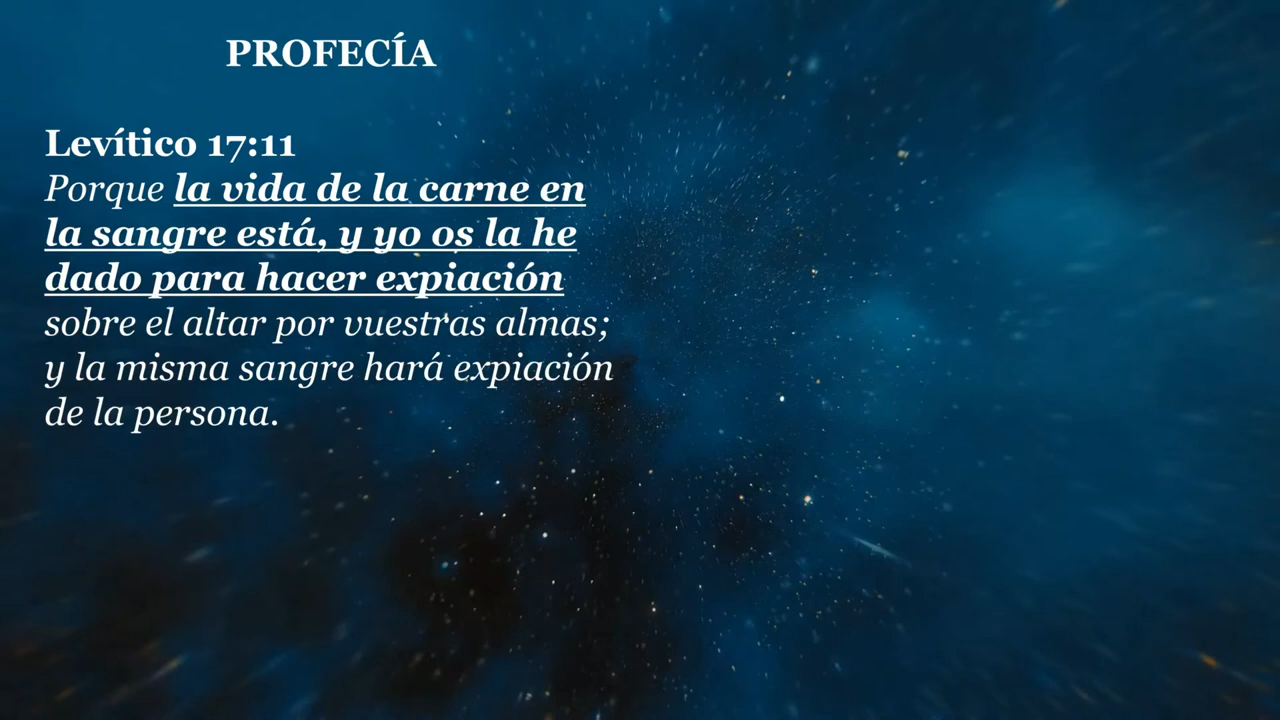 PROFECÍA
Levítico 17:11
Porque la vida de la carne en
la sangre está, y yo os la he
dado para hacer expiación
sobre el altar por vuestras almas;
y la misma sangre hará expiación
de la persona.